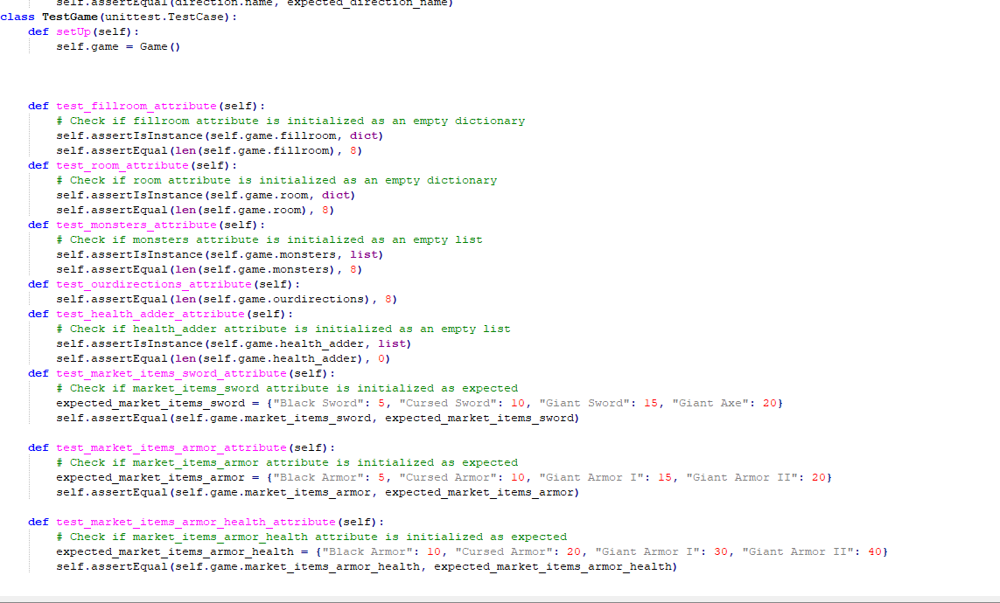 self.assertEqual(direction.name, expected_direction_name)
class TestGame(unittest.TestCase):
    def setUp(self):
        self.game = Game()
    def test_fillroom_attribute(self):
        # Check if fillroom attribute is initialized as an empty dictionary
        self.assertIsInstance(self.game.fillroom, dict)
        self.assertEqual(len(self.game.fillroom), 8)
    def test_room_attribute(self):
        # Check if room attribute is initialized as an empty dictionary
        self.assertIsInstance(self.game.room, dict)
        self.assertEqual(len(self.game.room), 8)
    def test_monsters_attribute(self):
        # Check if monsters attribute is initialized as an empty list
        self.assertIsInstance(self.game.monsters, list)
        self.assertEqual(len(self.game.monsters), 8)
    def test_ourdirections_attribute(self):
        self.assertEqual(len(self.game.ourdirections), 8)
    def test_health_adder_attribute(self):
        # Check if health_adder attribute is initialized as an empty list
        self.assertIsInstance(self.game.health_adder, list)
        self.assertEqual(len(self.game.health_adder), 0)
    def test_market_items_sword_attribute(self):
        # Check if market_items_sword attribute is initialized as expected
        expected_market_items_sword = {"Black Sword": 5, "Cursed Sword": 10, "Giant Sword": 15, "Giant Axe": 20}
        self.assertEqual(self.game.market_items_sword, expected_market_items_sword)
    def test_market_items_armor_attribute(self):
        # Check if market_items_armor attribute is initialized as expected
        expected_market_items_armor = {"Black Armor": 5, "Cursed Armor": 10, "Giant Armor I": 15, "Giant Armor II": 20}
        self.assertEqual(self.game.market_items_armor, expected_market_items_armor)
    def test_market_items_armor_health_attribute(self):
        # Check if market_items_armor_health attribute is initialized as expected
        expected_market_items_armor_health = {"Black Armor": 10, "Cursed Armor": 20, "Giant Armor I": 30, "Giant Armor II": 40}
        self.assertEqual(self.game.market_items_armor_health, expected_market_items_armor_health)